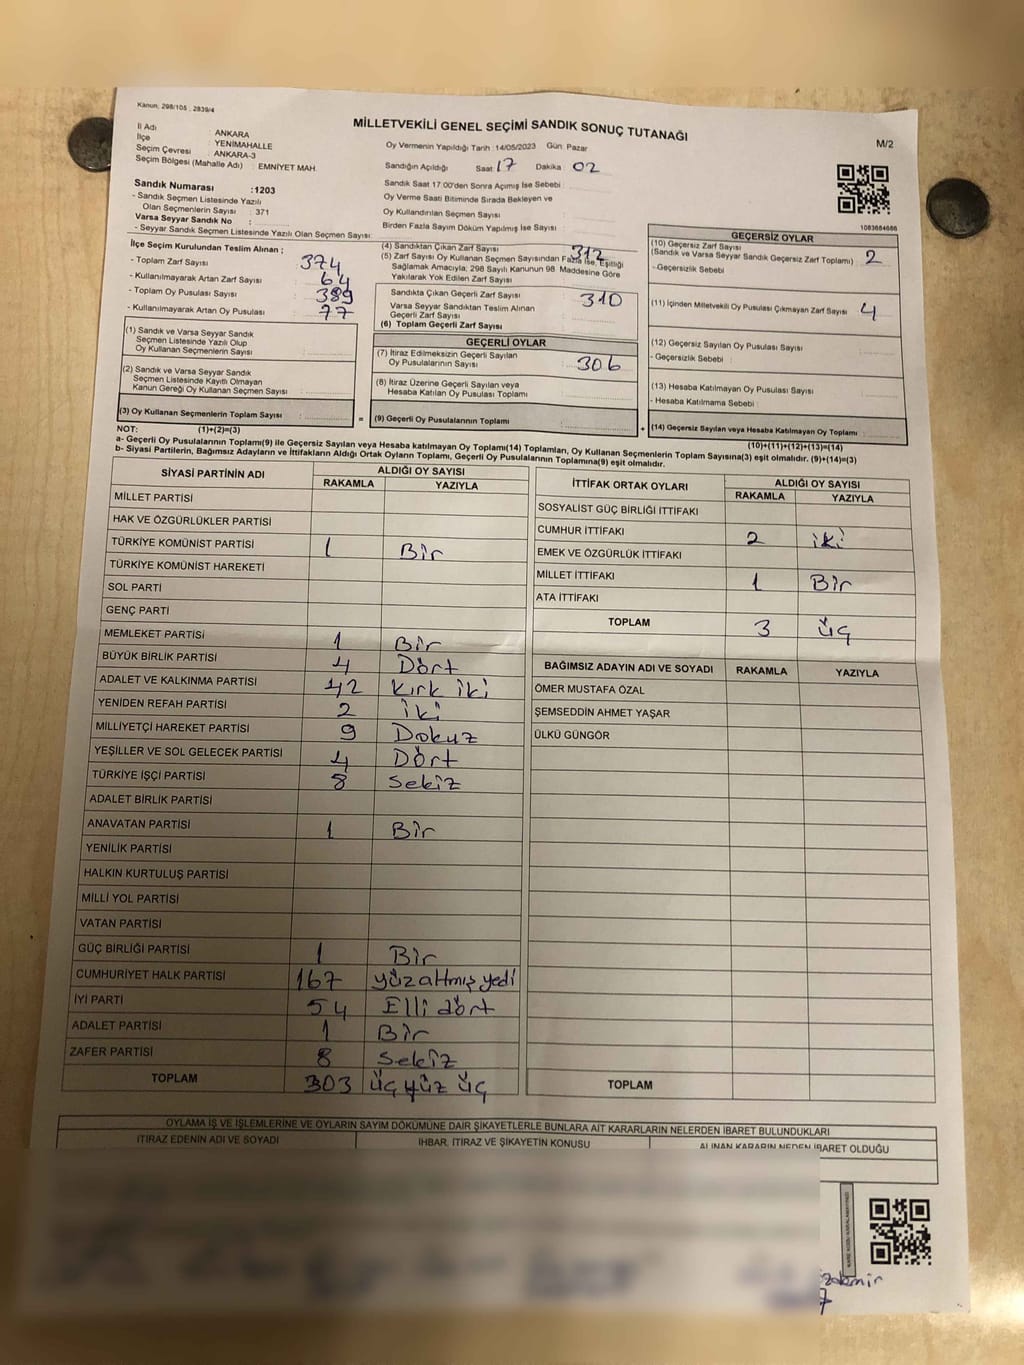 Kanun, 298/105 ; 2839/4
MİLLETVEKİLİ GENEL SEÇİMİ SANDIK SONUÇ TUTANAĞI
M/2
İl Adı : ANKARA
İlçe : YENİMAHALLE
Seçim Çevresi : ANKARA-3
Seçim Bölgesi (Mahalle Adı) : EMNİYET MAH.
Oy Vermenin Yapıldığı Tarih : 14/05/2023 Gün: Pazar
Sandığın Açıldığı Saat 17 Dakika 02
Sandık Saat 17.00'den Sonra Açımış İse Sebebi :
Oy Verme Saati Bitiminde Sırada Bekleyen ve
Oy Kullandırılan Seçmen Sayısı :
Birden Fazla Sayım Döküm Yapılmış İse Sayısı :
Sandık Numarası : 1203
- Sandık Seçmen Listesinde Yazılı
Olan Seçmenlerin Sayısı : 371
Varsa Seyyar Sandık No :
- Seyyar Sandık Seçmen Listesinde Yazılı Olan Seçmen Sayısı:
1083684686
İlçe Seçim Kurulundan Teslim Alınan ;
- Toplam Zarf Sayısı : 374
- Kullanılmayarak Artan Zarf Sayısı : 64
- Toplam Oy Pusulası Sayısı : 389
- Kullanılmayarak Artan Oy Pusulası : 77
(4) Sandıktan Çıkan Zarf Sayısı : 312
(5) Zarf Sayısı Oy Kullanan Seçmen Sayısından Fazla İse, Eşitliği
Sağlamak Amacıyla; 298 Sayılı Kanunun 98. Maddesine Göre
Yakılarak Yok Edilen Zarf Sayısı :
Sandıkta Çıkan Geçerli Zarf Sayısı : 310
Varsa Seyyar Sandıktan Teslim Alınan
Geçerli Zarf Sayısı :
(6) Toplam Geçerli Zarf Sayısı :
GEÇERSİZ OYLAR
(10) Geçersiz Zarf Sayısı
(Sandık ve Varsa Seyyar Sandık Geçersiz Zarf Toplamı) : 2
- Geçersizlik Sebebi :
(11) İçinden Milletvekili Oy Pusulası Çıkmayan Zarf Sayısı : 4
(12) Geçersiz Sayılan Oy Pusulası Sayısı :
- Geçersizlik Sebebi :
(13) Hesaba Katılmayan Oy Pusulası Sayısı :
- Hesaba Katılmama Sebebi :
(14) Geçersiz Sayılan veya Hesaba Katılmayan Oy Toplamı :
(1) Sandık ve Varsa Seyyar Sandık
Seçmen Listesinde Yazılı Olup
Oy Kullanan Seçmenlerin Sayısı :
(2) Sandık ve Varsa Seyyar Sandık
Seçmen Listesinde Kayıtlı Olmayan
Kanun Gereği Oy Kullanan Seçmen Sayısı :
(3) Oy Kullanan Seçmenlerin Toplam Sayısı :
=
GEÇERLİ OYLAR
(7) İtiraz Edilmeksizin Geçerli Sayılan
Oy Pusulalarının Sayısı : 306
(8) İtiraz Üzerine Geçerli Sayılan veya
Hesaba Katılan Oy Pusulası Toplamı :
(9) Geçerli Oy Pusulalarının Toplamı :
+
NOT: (1)+(2)=(3)
(10)+(11)+(12)+(13)=(14)
a- Geçerli Oy Pusulalarının Toplamı(9) ile Geçersiz Sayılan veya Hesaba katılmayan Oy Toplamı(14) Toplamları, Oy Kullanan Seçmenlerin Toplam Sayısına(3) eşit olmalıdır. (9)+(14)=(3)
b- Siyasi Partilerin, Bağımsız Adayların ve İttifakların Aldığı Ortak Oyların Toplamı, Geçerli Oy Pusulalarının Toplamına(9) eşit olmalıdır.
SİYASİ PARTİNİN ADI ALDIĞI OY SAYISI
RAKAMLA YAZIYLA
MİLLET PARTİSİ
HAK VE ÖZGÜRLÜKLER PARTİSİ
TÜRKİYE KOMÜNİST PARTİSİ 1 Bir
TÜRKİYE KOMÜNİST HAREKETİ
SOL PARTİ
GENÇ PARTİ
MEMLEKET PARTİSİ 1 Bir
BÜYÜK BİRLİK PARTİSİ 4 Dört
ADALET VE KALKINMA PARTİSİ 42 Kırk iki
YENİDEN REFAH PARTİSİ 2 iki
MİLLİYETÇİ HAREKET PARTİSİ 9 Dokuz
YEŞİLLER VE SOL GELECEK PARTİSİ 4 Dört
TÜRKİYE İŞÇİ PARTİSİ 8 Sekiz
ADALET BİRLİK PARTİSİ
ANAVATAN PARTİSİ 1 Bir
YENİLİK PARTİSİ
HALKIN KURTULUŞ PARTİSİ
MİLLİ YOL PARTİSİ
VATAN PARTİSİ
GÜÇ BİRLİĞİ PARTİSİ 1 Bir
CUMHURİYET HALK PARTİSİ 167 yüzaltmış yedi
İYİ PARTİ 54 Elli dört
ADALET PARTİSİ 1 Bir
ZAFER PARTİSİ 8 Sekiz
TOPLAM 303 üç yüz üç
İTTİFAK ORTAK OYLARI ALDIĞI OY SAYISI
RAKAMLA YAZIYLA
SOSYALİST GÜÇ BİRLİĞİ İTTİFAKI
CUMHUR İTTİFAKI 2 iki
EMEK VE ÖZGÜRLÜK İTTİFAKI
MİLLET İTTİFAKI 1 Bir
ATA İTTİFAKI
TOPLAM 3 üç
BAĞIMSIZ ADAYIN ADI VE SOYADI RAKAMLA YAZIYLA
ÖMER MUSTAFA ÖZAL
ŞEMSEDDİN AHMET YAŞAR
ÜLKÜ GÜNGÖR
TOPLAM
OYLAMA İŞ VE İŞLEMLERİNE VE OYLARIN SAYIM DÖKÜMÜNE DAİR ŞİKAYETLERLE BUNLARA AİT KARARLARIN NELERDEN İBARET BULUNDUKLARI
İTİRAZ EDENİN ADI VE SOYADI İHBAR, İTİRAZ VE ŞİKAYETİN KONUSU ALINAN KARARIN NEDEN İBARET OLDUĞU